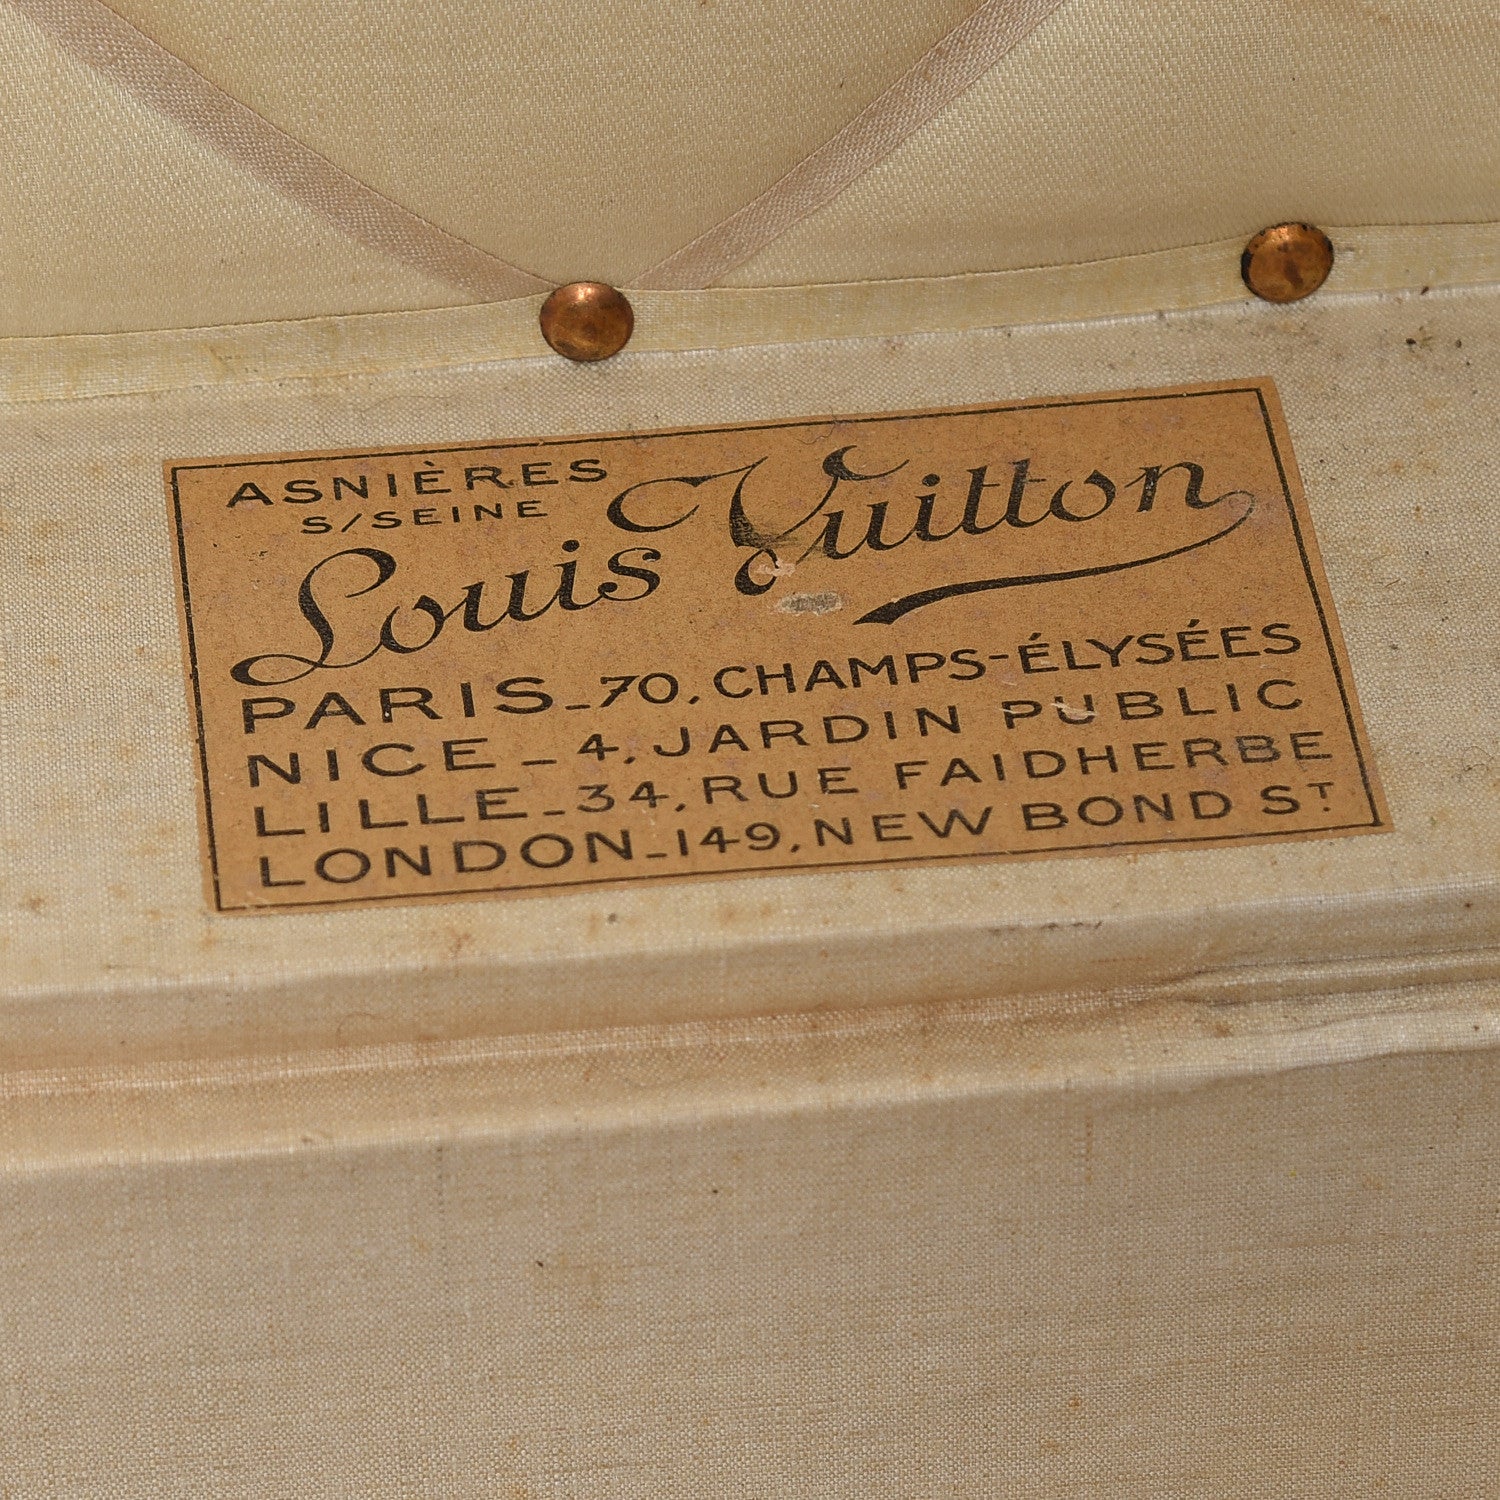 ASNIÈRES
S/SEINE
Louis Vuitton
PARIS_70, CHAMPS-ÉLYSÉES
NICE_4, JARDIN PUBLIC
LILLE_34, RUE FAIDHERBE
LONDON_149, NEW BOND ST